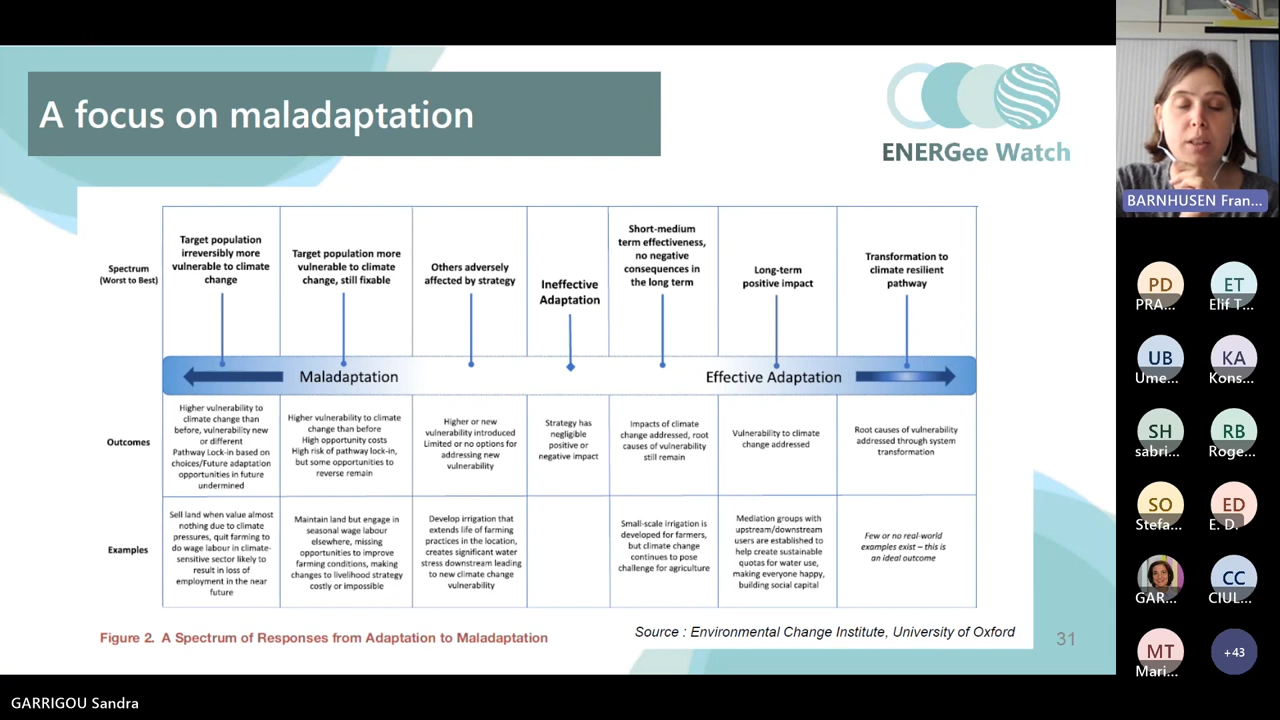 A focus on maladaptation
ENERGee Watch
BARNHUSEN Fran...
Spectrum
(Worst to Best)
Target population
irreversibly more
vulnerable to climate
change
Target population more
vulnerable to climate
change, still fixable
Others adversely
affected by strategy
Ineffective
Adaptation
Short-medium
term effectiveness,
no negative
consequences in
the long term
Long-term
positive impact
Transformation to
climate resilient
pathway
Maladaptation
Effective Adaptation
Outcomes
Higher vulnerability to
climate change than
before, vulnerability new
or different
Pathway Lock-in based on
choices/Future adaptation
opportunities in future
undermined
Higher vulnerability to climate
change than before
High opportunity costs
High risk of pathway lock-in,
but some opportunities to
reverse remain
Higher or new
vulnerability introduced
Limited or no options for
addressing new
vulnerability
Strategy has
negligible
positive or
negative impact
Impacts of climate
change addressed, root
causes of vulnerability
still remain
Vulnerability to climate
change addressed
Root causes of vulnerability
addressed through system
transformation
Examples
Sell land when value almost
nothing due to climate
pressures, quit farming to
do wage labour in climate-
sensitive sector likely to
result in loss of
employment in the near
future
Maintain land but engage in
seasonal wage labour
elsewhere, missing
opportunities to improve
farming conditions, making
changes to livelihood strategy
costly or impossible
Develop irrigation that
extends life of farming
practices in the location,
creates significant water
stress downstream leading
to new climate change
vulnerability
Small-scale irrigation is
developed for farmers,
but climate change
continues to pose
challenge for agriculture
Mediation groups with
upstream/downstream
users are established to
help create sustainable
quotas for water use,
making everyone happy,
building social capital
Few or no real-world
examples exist – this is
an ideal outcome
Figure 2. A Spectrum of Responses from Adaptation to Maladaptation
Source : Environmental Change Institute, University of Oxford
31
PD
PRA...
ET
Elif T...
UB
Ume...
KA
Kons...
SH
sabri...
RB
Roge...
SO
Stefa...
ED
E. D.
GAR...
CC
CIUL...
MT
Mari...
+43
GARRIGOU Sandra